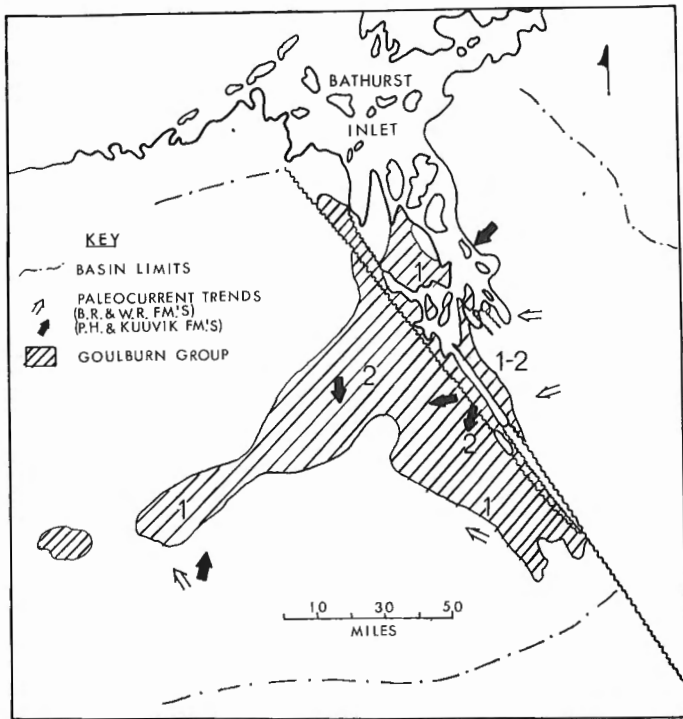 BATHURST
INLET
KEY
BASIN LIMITS
PALEOCURRENT TRENDS
(B.R. & W.R. FM.'S)
(P.H. & KUUVIK FM.'S)
GOULBURN GROUP
1
1-2
2
2
1
1
10 30 50
MILES